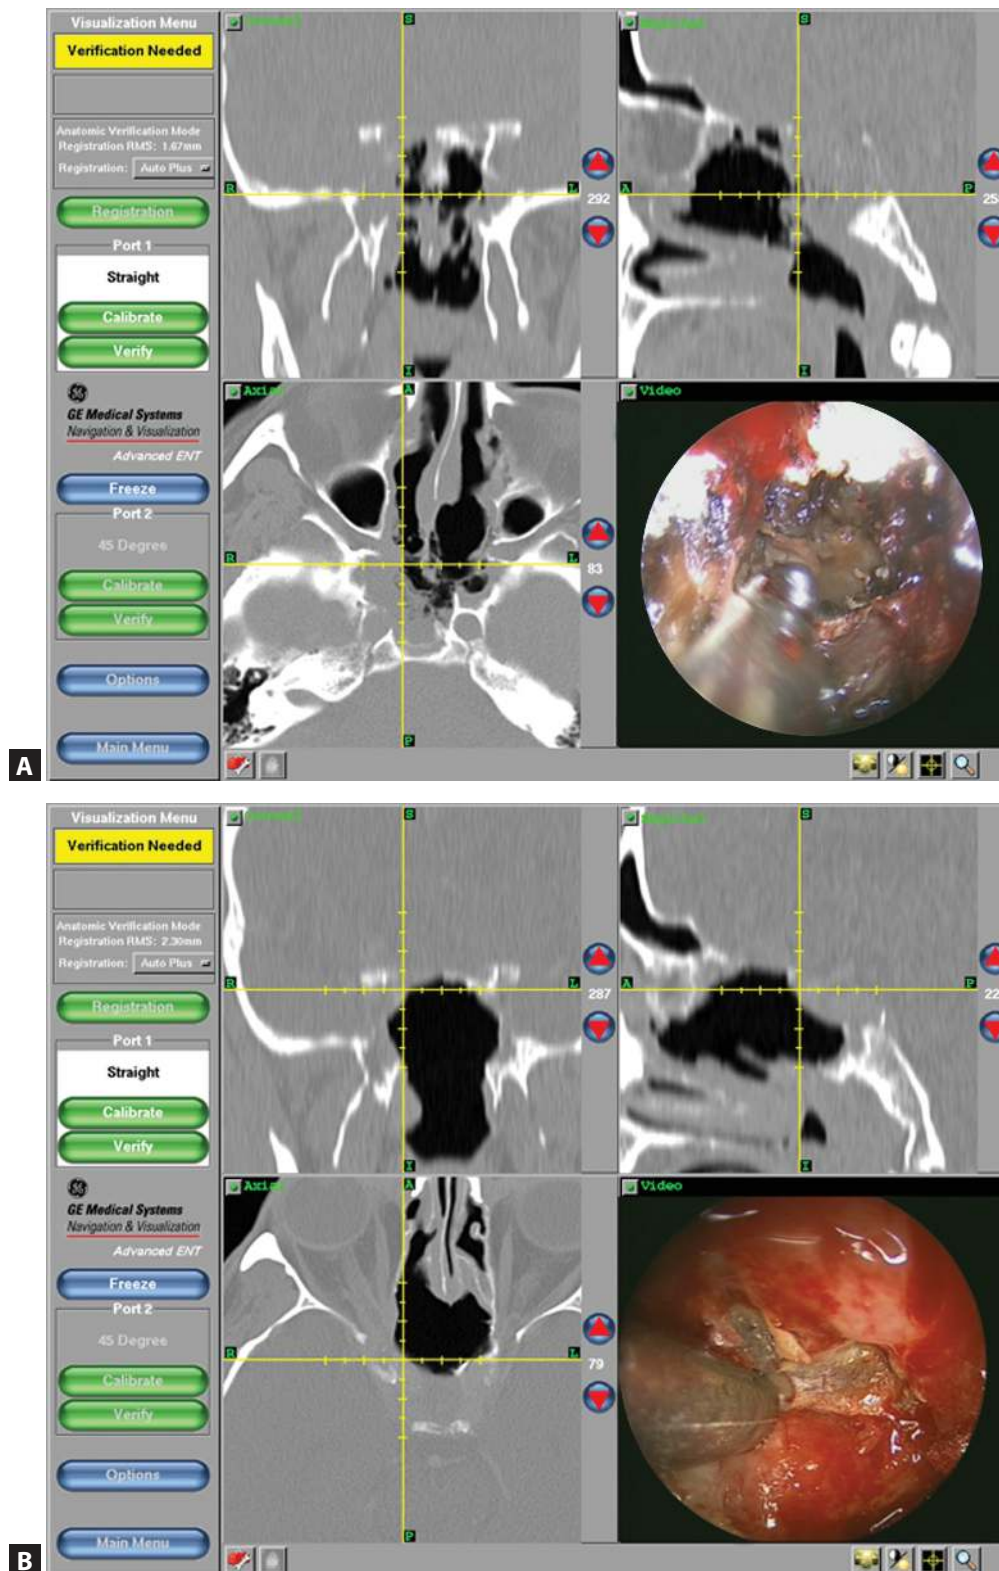 Visualization Menu
Verification Needed
Anatomic Verification Mode
Registration RMS: 1.67mm
Registration: Auto Plus
Registration
Port 1
Straight
Calibrate
Verify
GE Medical Systems
Navigation & Visualization
Advanced ENT
Freeze
Port 2
45 Degree
Calibrate
Verify
Options
Main Menu
S
R
L
I
292
S
A
P
I
Axial
A
R
L
P
83
Video
A
Visualization Menu
Verification Needed
Anatomic Verification Mode
Registration RMS: 2.30mm
Registration: Auto Plus
Registration
Port 1
Straight
Calibrate
Verify
GE Medical Systems
Navigation & Visualization
Advanced ENT
Freeze
Port 2
45 Degree
Calibrate
Verify
Options
Main Menu
S
R
L
I
287
S
A
P
I
Axial
A
R
L
P
79
Video
B